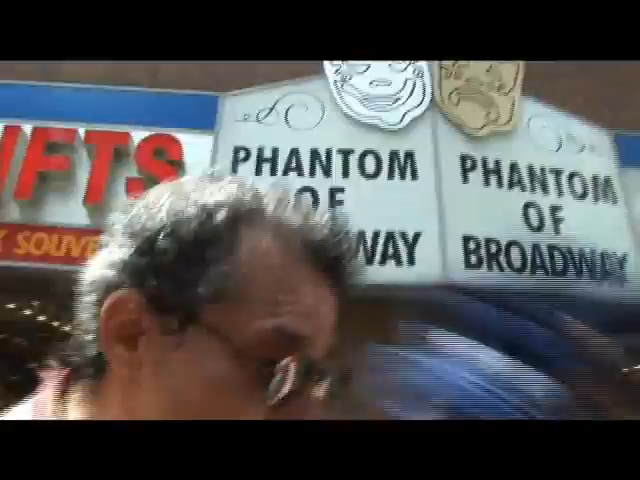 IFTS
SOUVE
PHANTOM
OF
WAY
PHANTOM
OF
BROADWAY